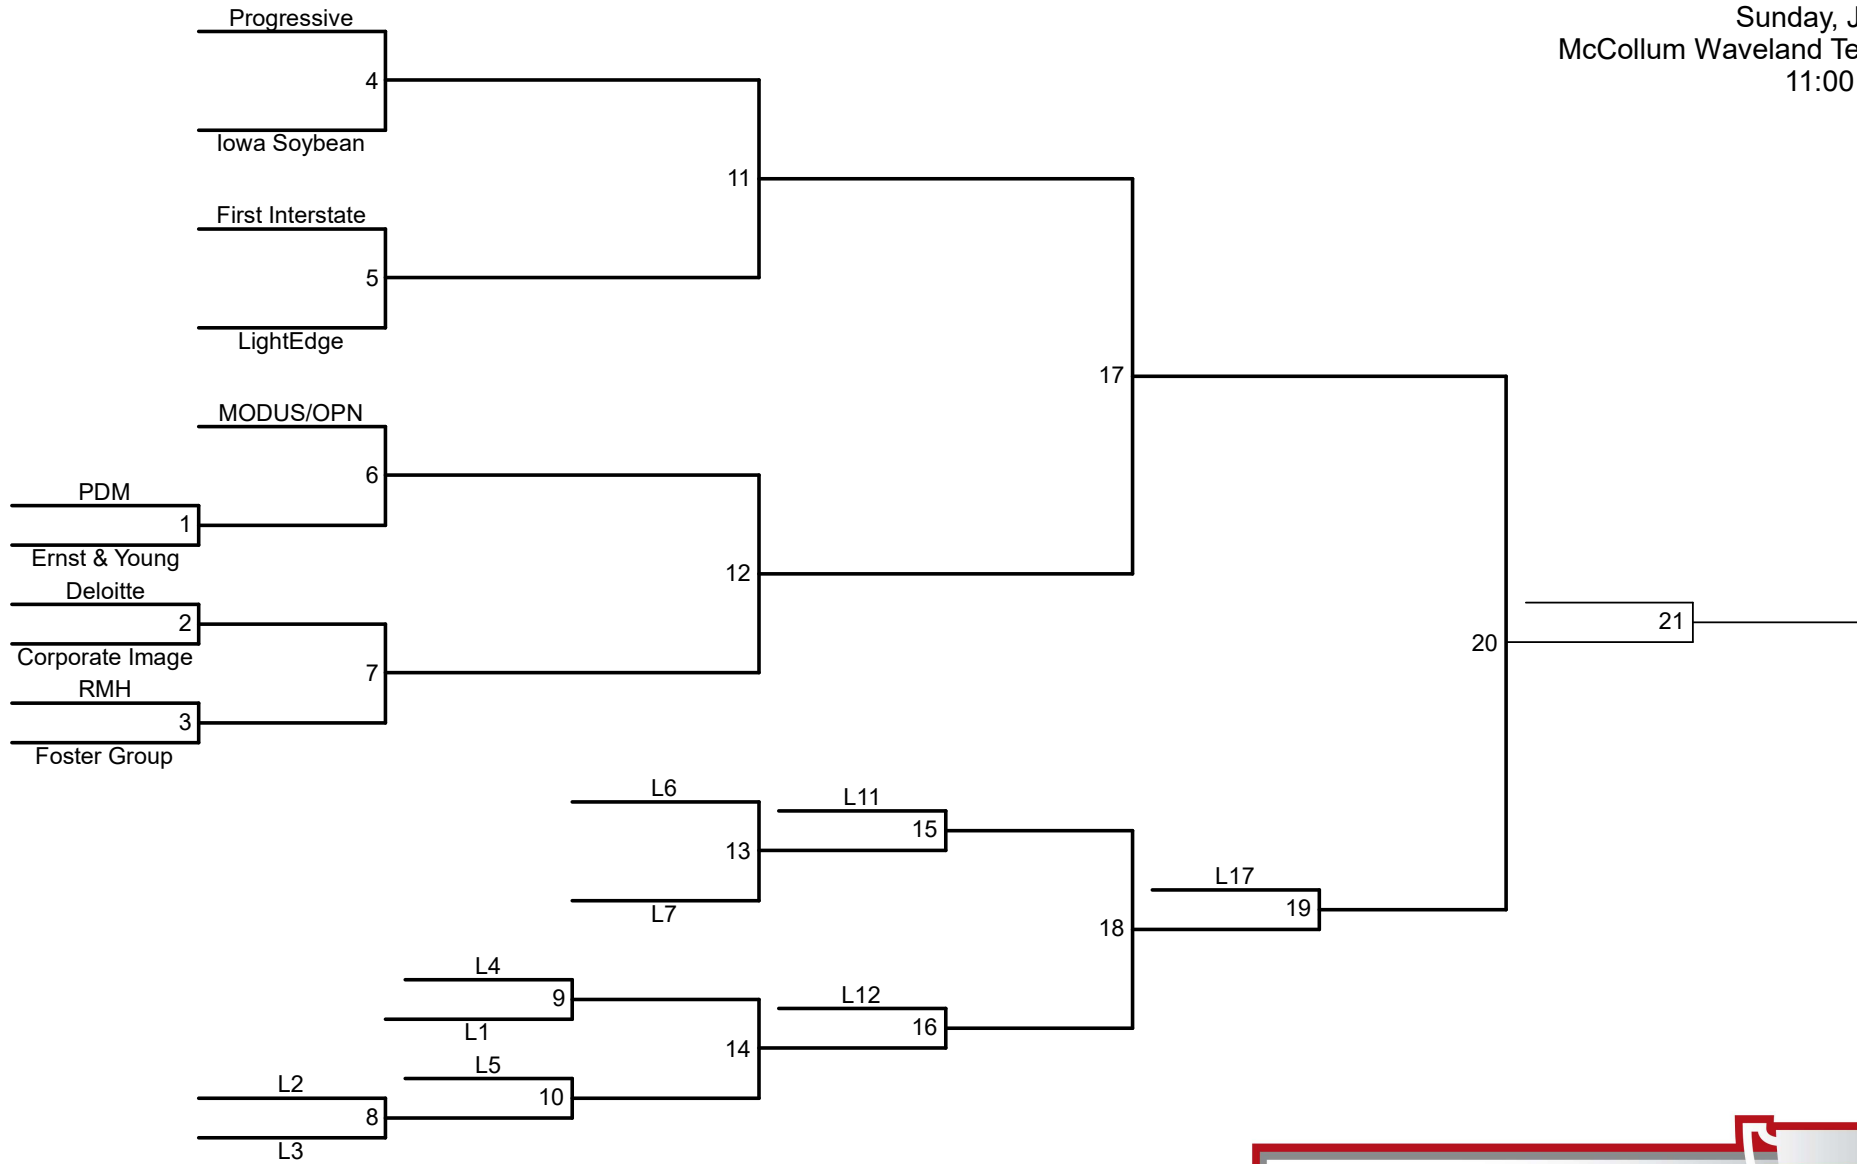 Progressive
Sunday, J
McCollum Waveland Te
11:00
4
Iowa Soybean
11
First Interstate
5
LightEdge
17
MODUS/OPN
6
PDM
1
Ernst & Young
12
Deloitte
2
21
20
Corporate Image
7
RMH
3
Foster Group
L6
L11
15
13
L17
19
L7
18
L4
9
L12
16
L1
14
L5
10
L2
8
L3